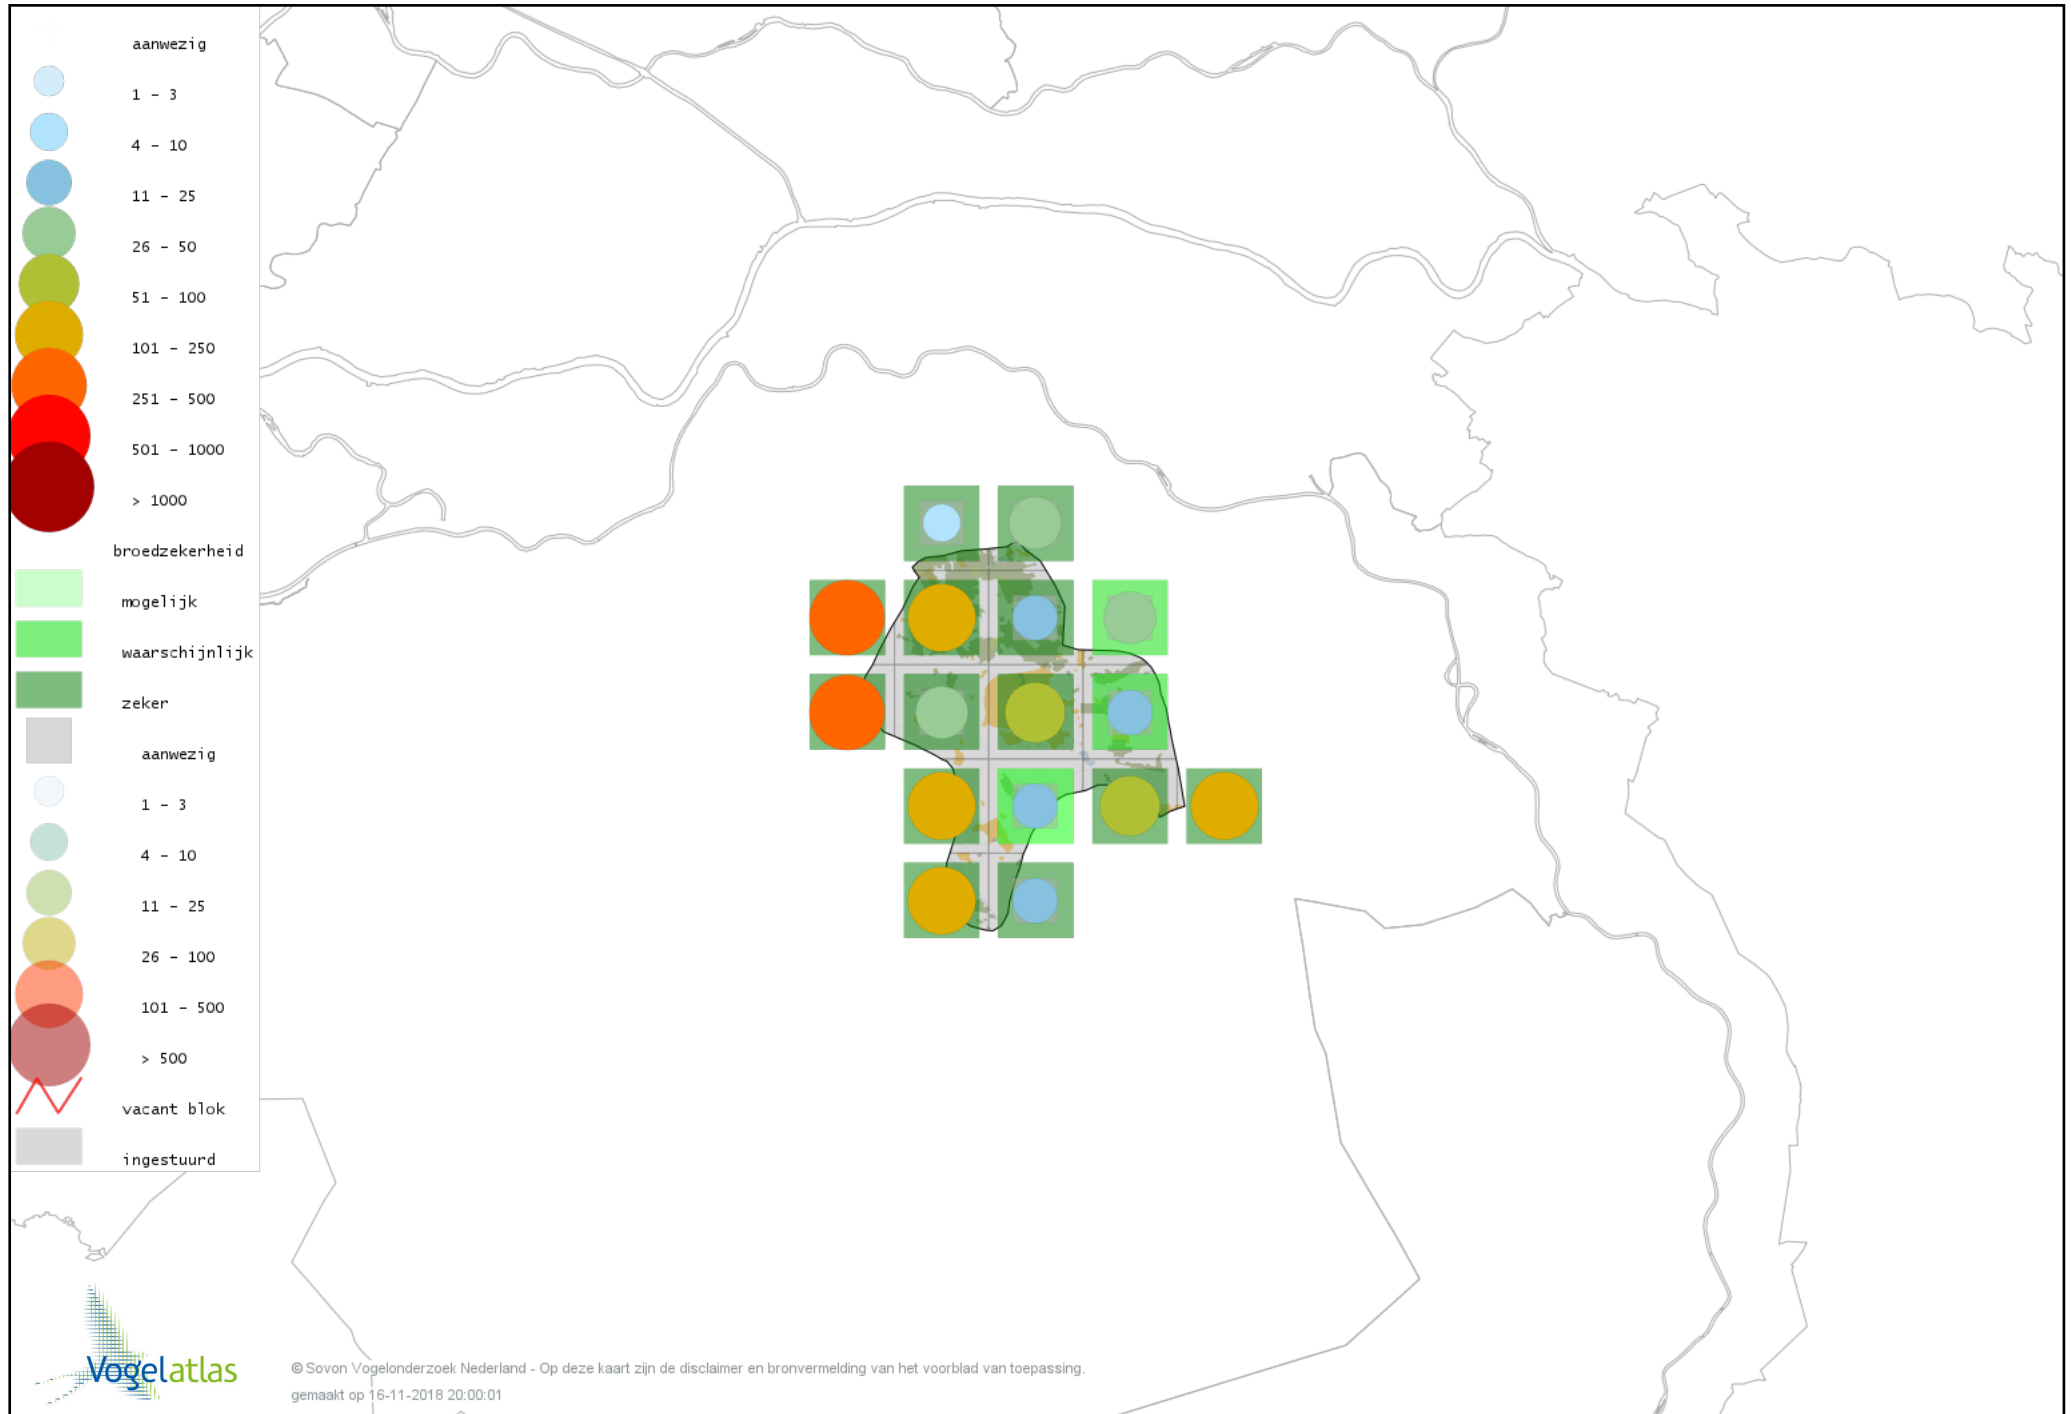 aanwezig
1 - 3
4 - 10
11 - 25
26 - 50
51 - 100
101 - 250
251 - 500
501 - 1000
> 1000
broedzekerheid
mogelijk
waarschijnlijk
zeker
aanwezig
1 - 3
4 - 10
11 - 25
26 - 100
101 - 500
> 500
vacant blok
ingestuurd
Vogelatlas
© Sovon Vogelonderzoek Nederland - Op deze kaart zijn de disclaimer en bronvermelding van het voorblad van toepassing.
gemaakt op 16-11-2018 20:00:01